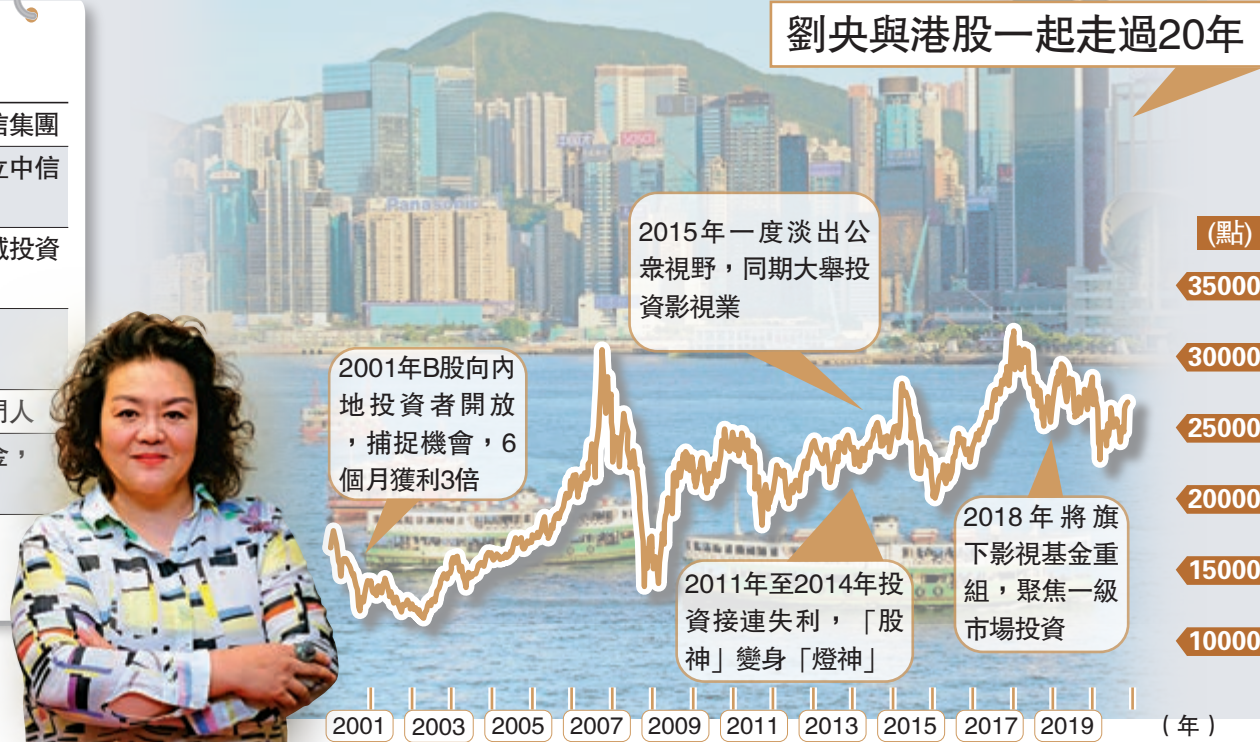 劉央與港股一起走過20年
信集團
立中信
投資
門人
金，
Panasonic
2001年B股向內
地投資者開放
，捕捉機會，6
個月獲利3倍
2015年一度淡出公
衆視野，同期大舉投
資影視業
2011年至2014年投
資接連失利，「股
神」變身「燈神」
2018年將旗
下影視基金重
組，聚焦一級
市場投資
(點)
35000
30000
25000
20000
15000
10000
2001 2003 2005 2007 2009 2011 2013 2015 2017 2019 (年)